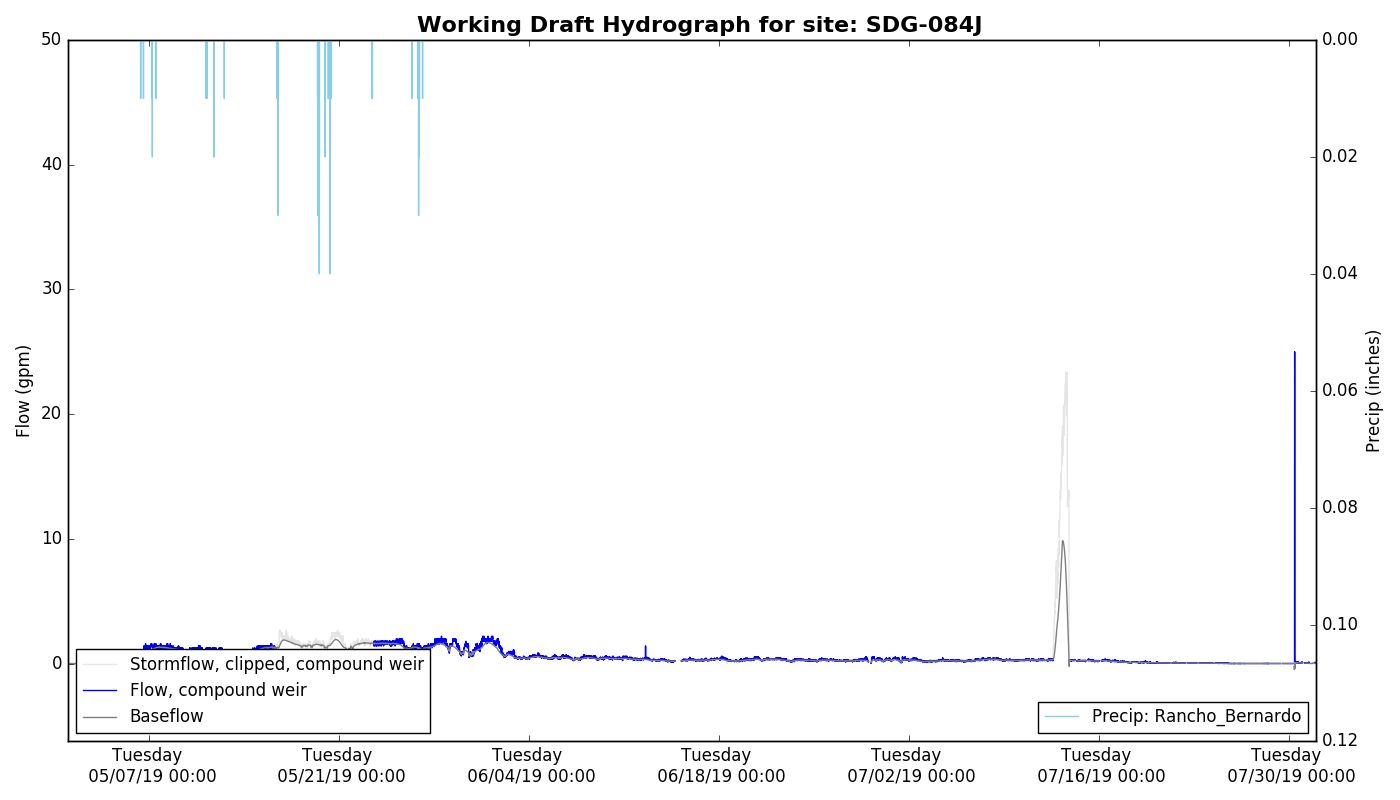 Working Draft Hydrograph for site: SDG-084J
50
40
30
20
10
0
Flow (gpm)
0.00
0.02
0.04
0.06
0.08
0.10
0.12
Precip (inches)
Stormflow, clipped, compound weir
Flow, compound weir
Baseflow
Precip: Rancho_Bernardo
Tuesday
05/07/19 00:00
Tuesday
05/21/19 00:00
Tuesday
06/04/19 00:00
Tuesday
06/18/19 00:00
Tuesday
07/02/19 00:00
Tuesday
07/16/19 00:00
Tuesday
07/30/19 00:00